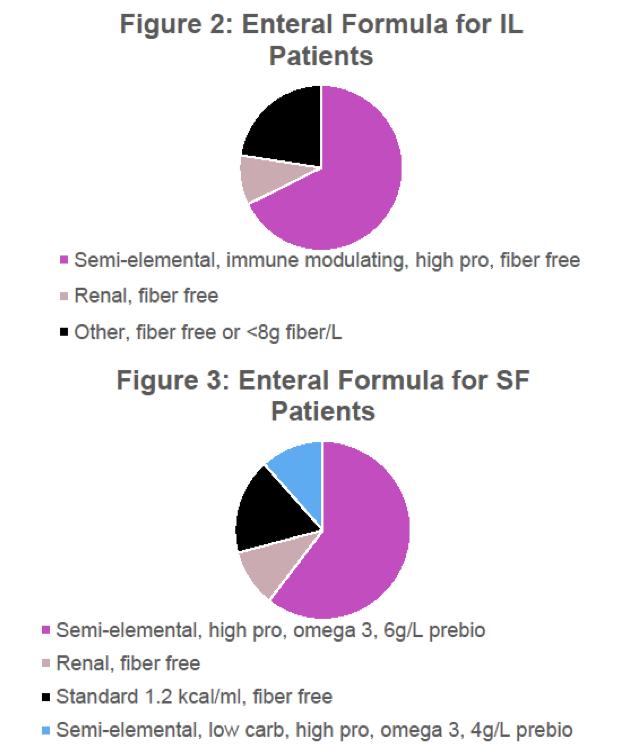 Figure 2: Enteral Formula for IL
Patients
Semi-elemental, immune modulating, high pro, fiber free
Renal, fiber free
Other, fiber free or <8g fiber/L
Figure 3: Enteral Formula for SF
Patients
Semi-elemental, high pro, omega 3, 6g/L prebio
Renal, fiber free
Standard 1.2 kcal/ml, fiber free
Semi-elemental, low carb, high pro, omega 3, 4g/L prebio